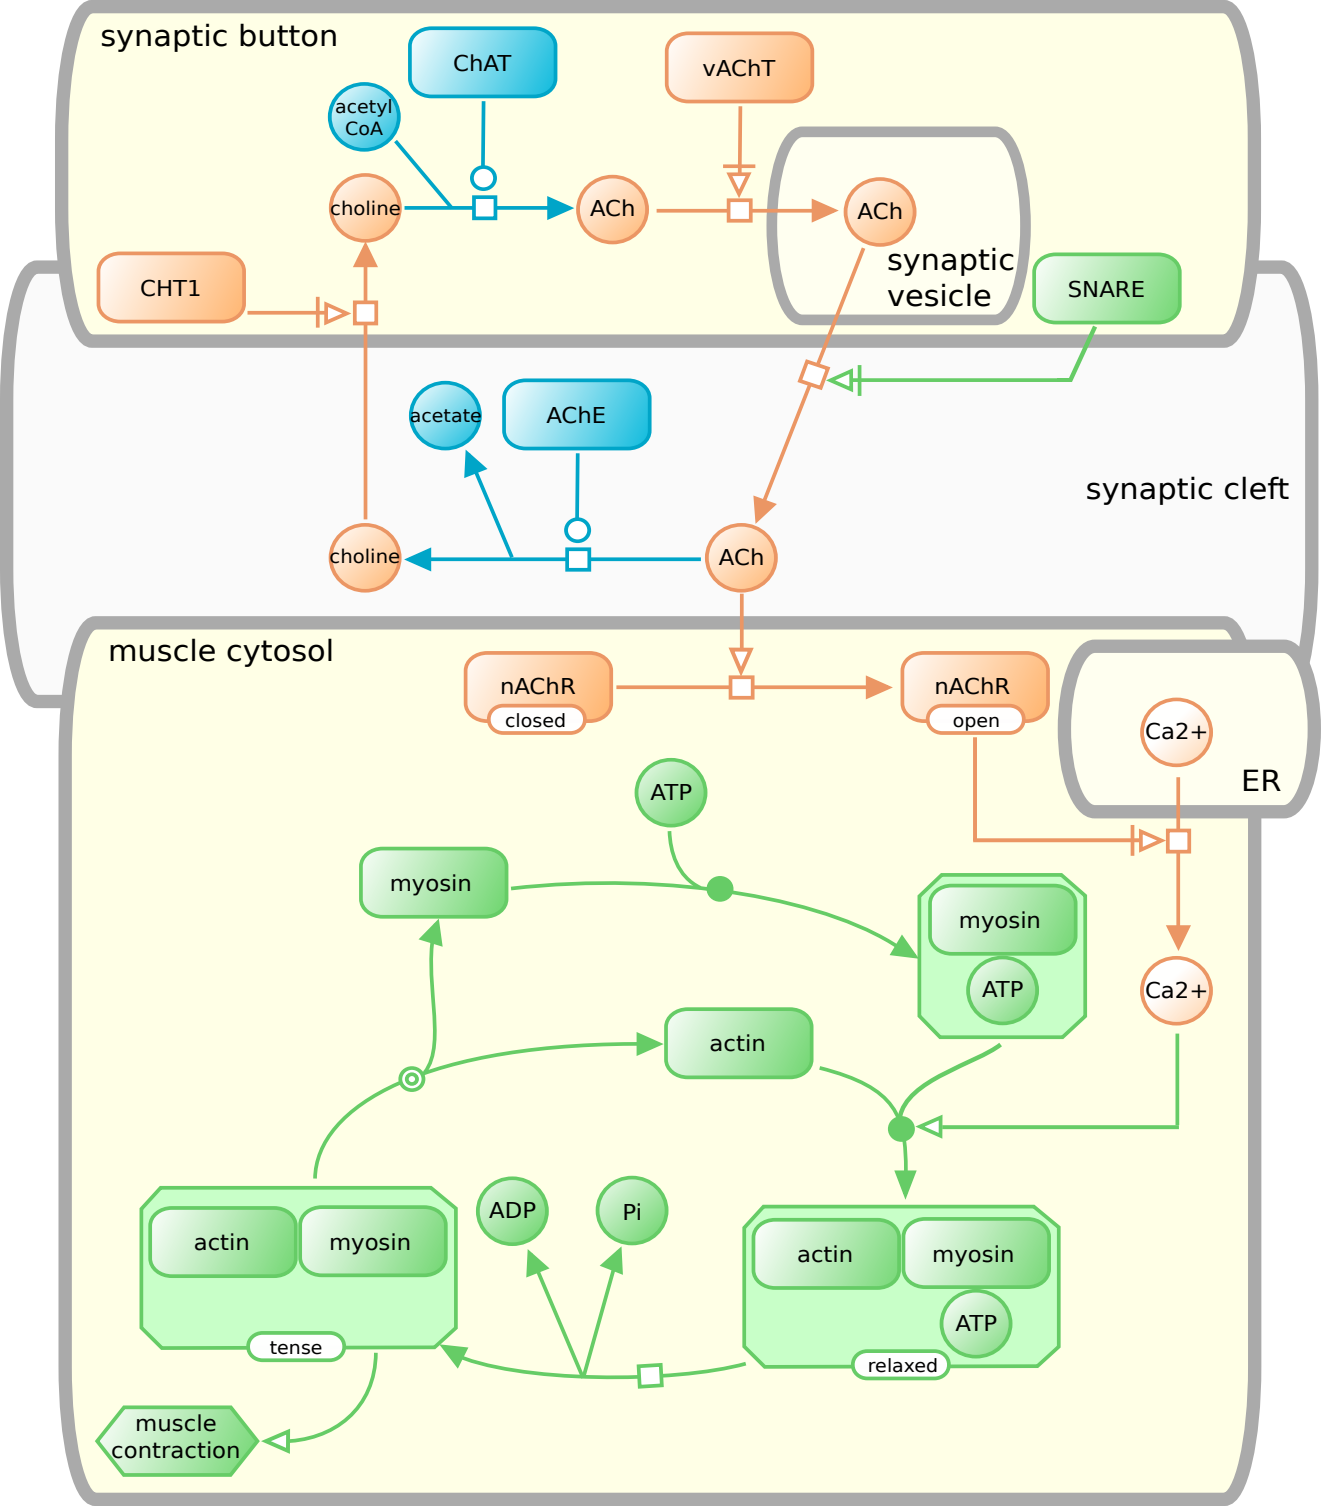 synaptic button
ChAT
vAChT
acetyl
CoA
choline
ACh
ACh
synaptic
vesicle
CHT1
SNARE
acetate
AChE
synaptic cleft
choline
ACh
muscle cytosol
nAChR
closed
nAChR
open
Ca2+
ER
ATP
myosin
myosin
ATP
Ca2+
actin
actin
myosin
tense
ADP
Pi
actin
myosin
ATP
relaxed
muscle
contraction